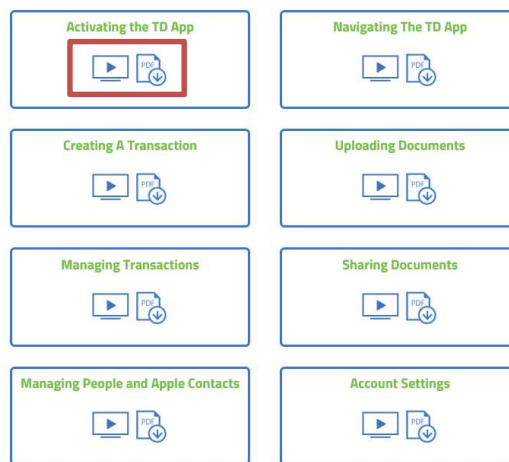 Activating the TD App
PDF
Navigating The TD App
PDF
Creating A Transaction
PDF
Uploading Documents
PDF
Managing Transactions
PDF
Sharing Documents
PDF
Managing People and Apple Contacts
PDF
Account Settings
PDF